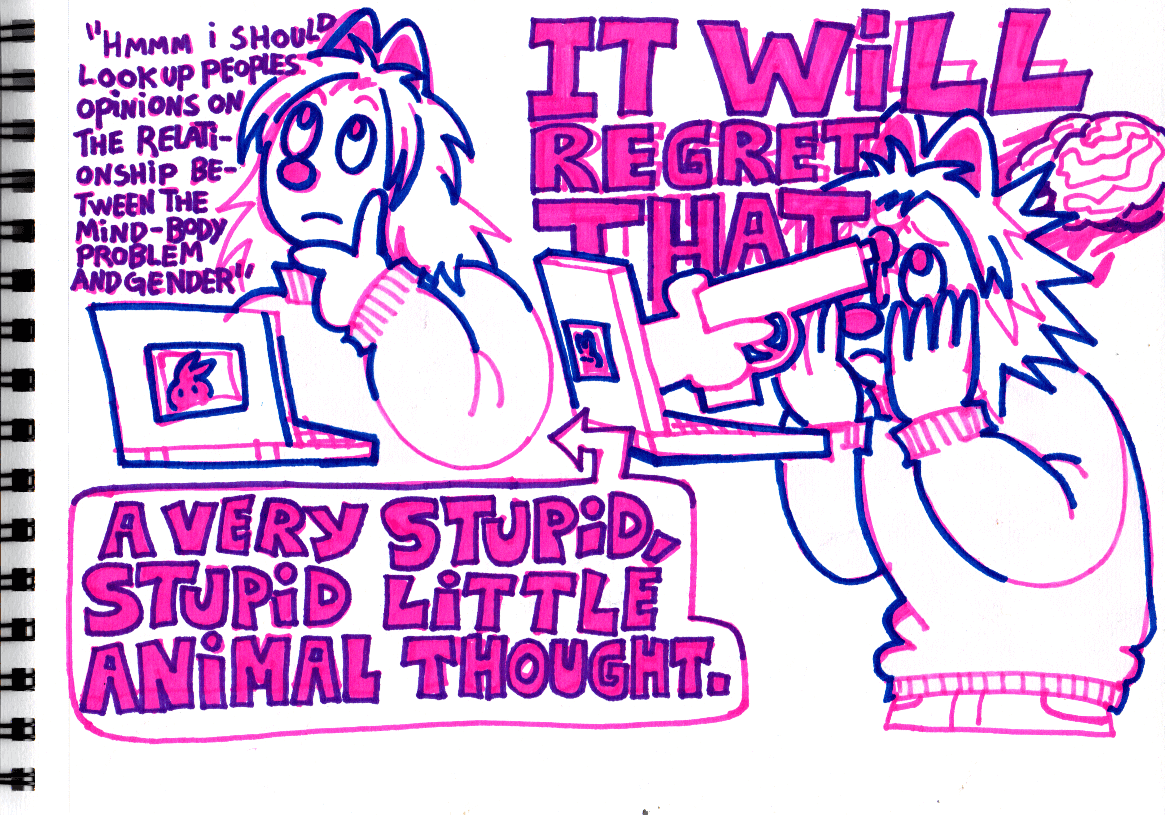 "HMMM i SHOULD
LOOK UP PEOPLES
OPiNiONS ON
THE RELATi-
ONSHiP BE-
TWEEN THE
MiND-BODY
PROBLEM
AND GENDER"
IT WiLL
REGRET
THAT
A VERY STUPiD,
STUPiD LiTTLE
ANiMAL THOUGHT.